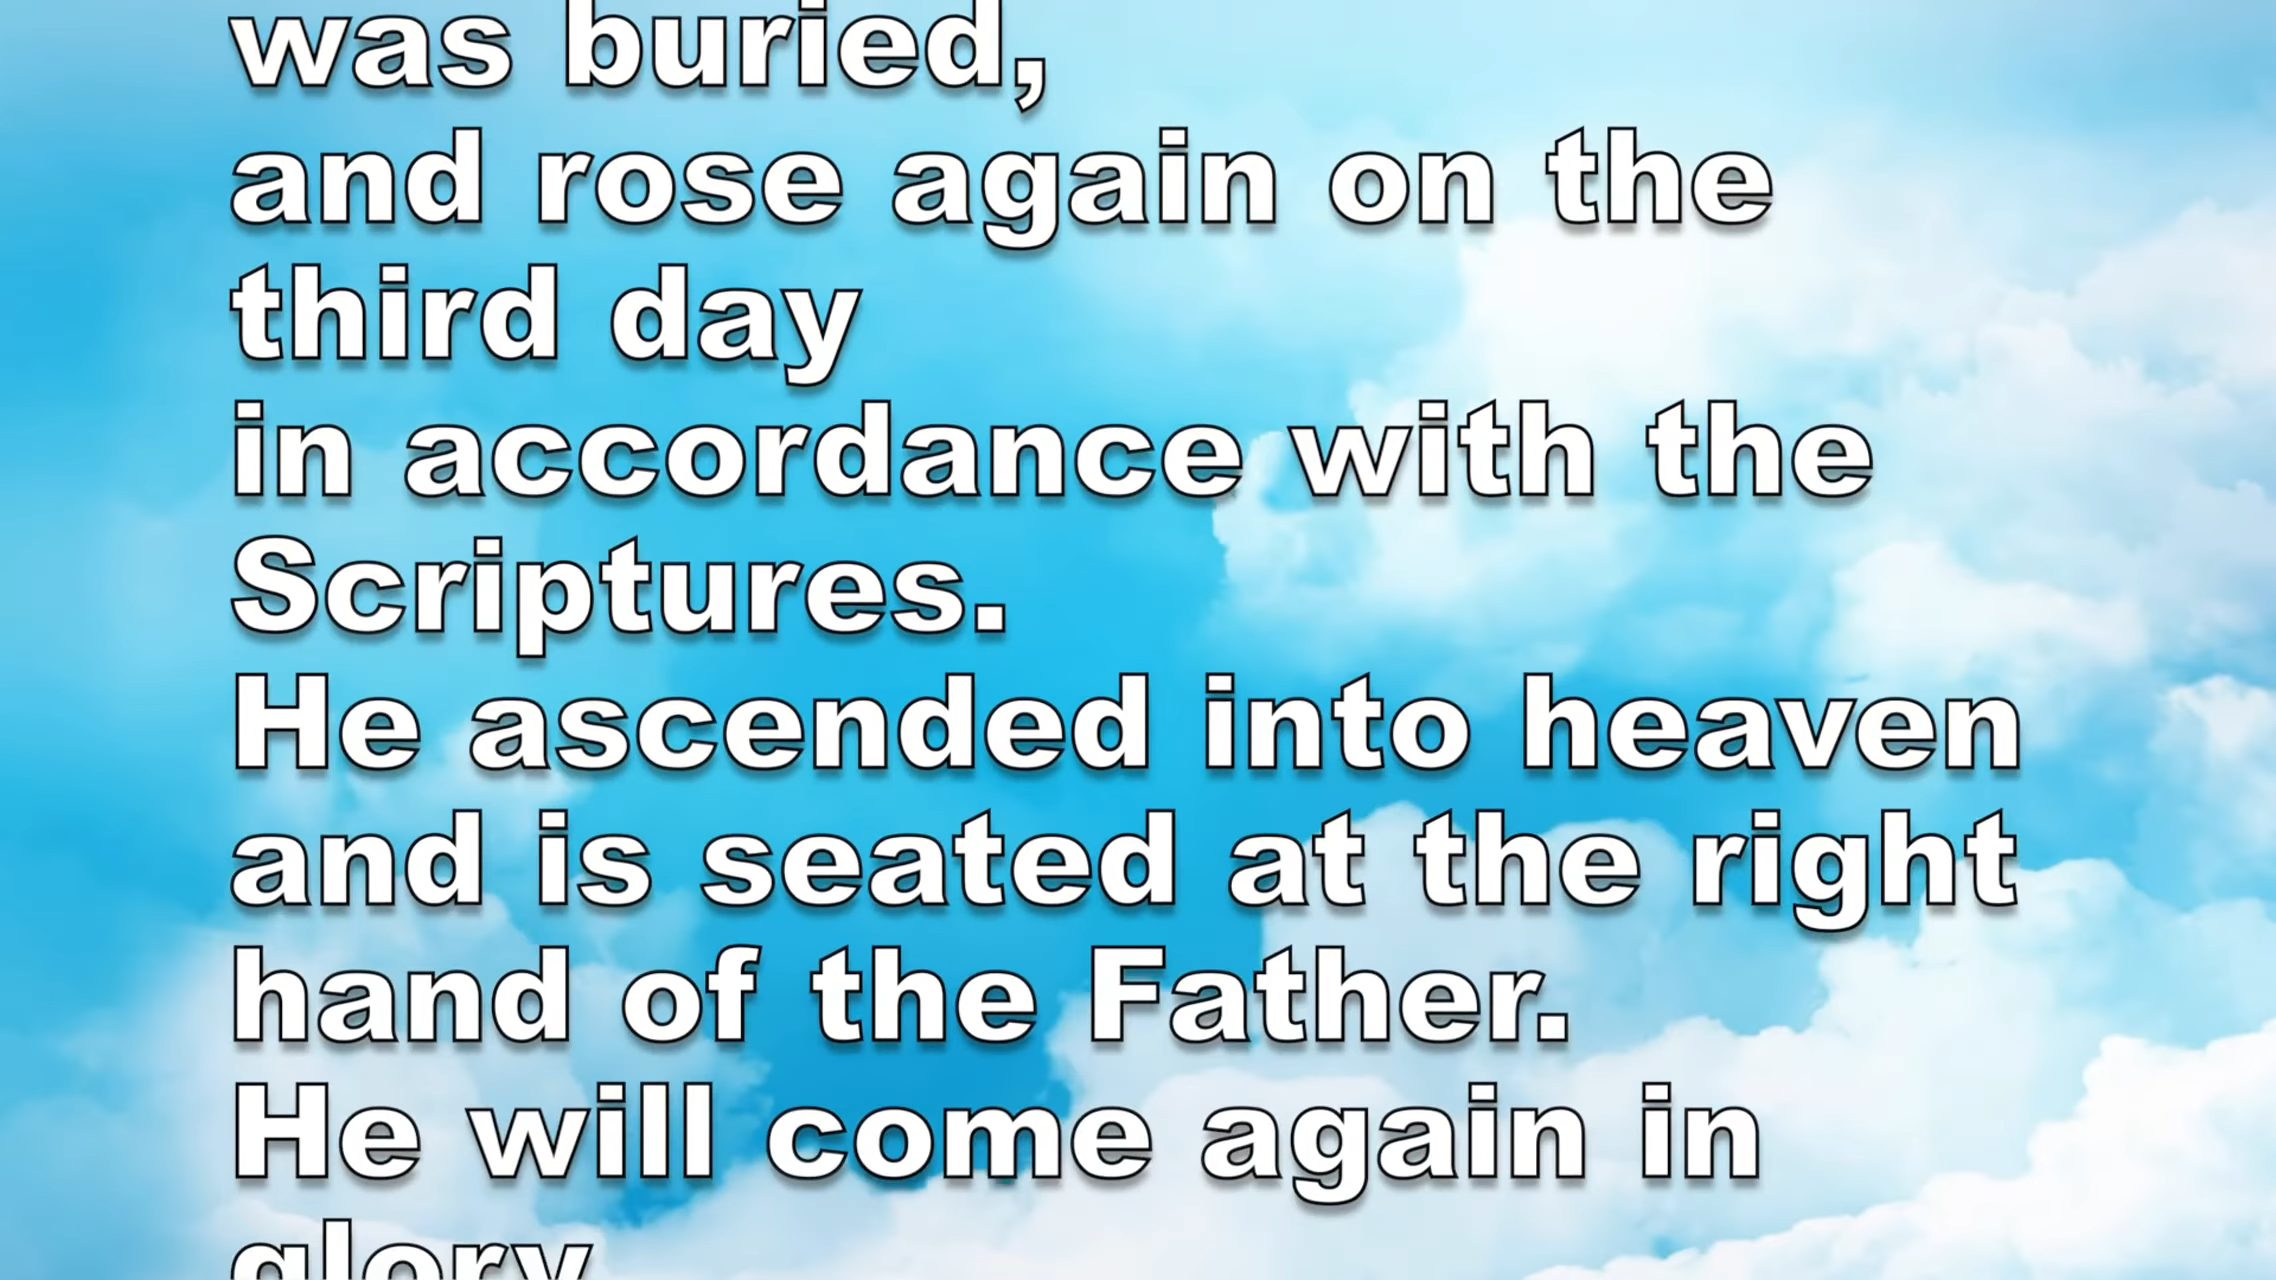 was buried,
and rose again on the
third day
in accordance with the
Scriptures.
He ascended into heaven
and is seated at the right
hand of the Father.
He will come again in
glory